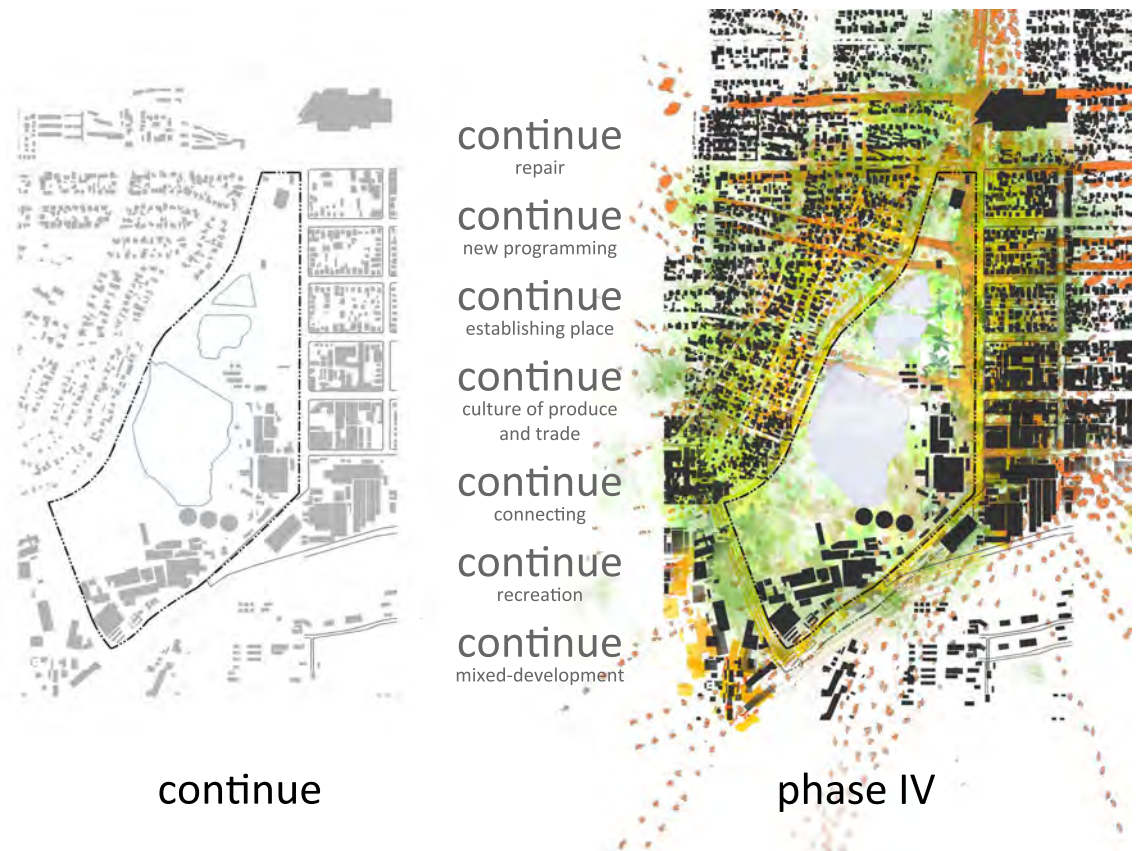 continue
repair
continue
new programming
continue
establishing place
continue
culture of produce
and trade
continue
connecting
continue
recreation
continue
mixed-development
continue
phase IV